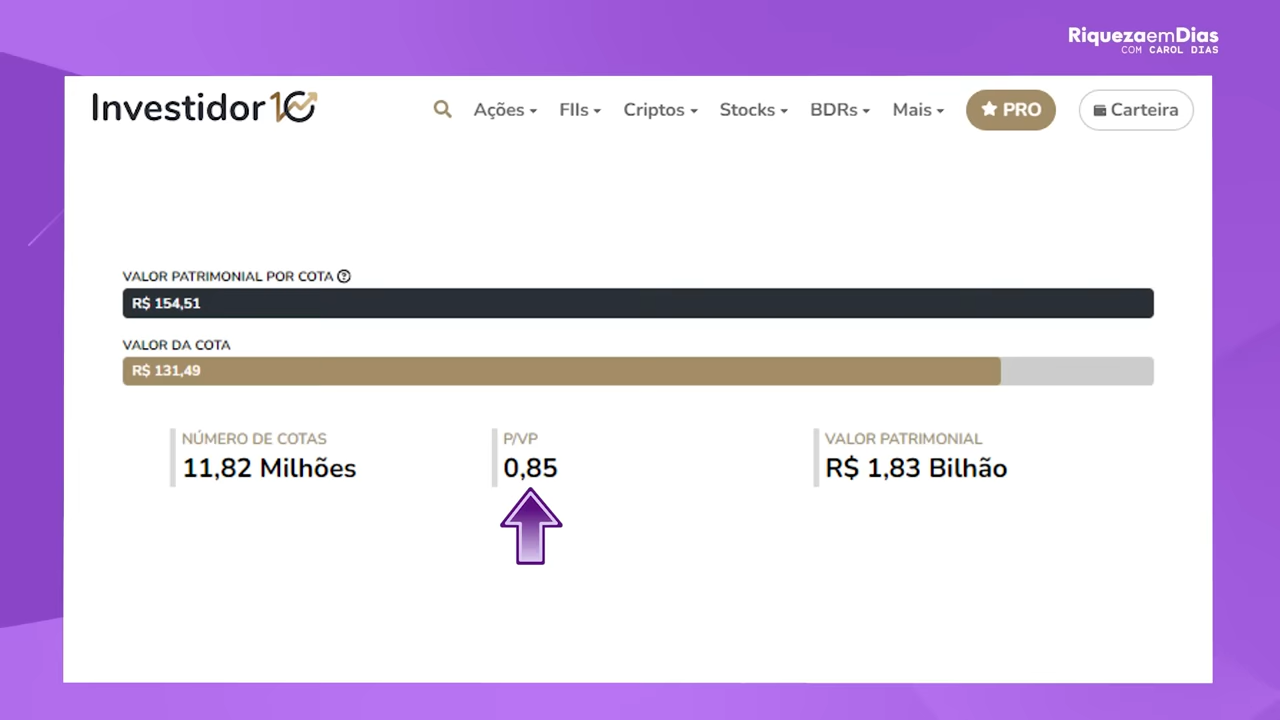 RiquezaemDias
COM CAROL DIAS
Investidor10
Ações
FIIs
Criptos
Stocks
BDRs
Mais
PRO
Carteira
VALOR PATRIMONIAL POR COTA ?
R$ 154,51
VALOR DA COTA
R$ 131,49
NÚMERO DE COTAS
11,82 Milhões
P/VP
0,85
VALOR PATRIMONIAL
R$ 1,83 Bilhão